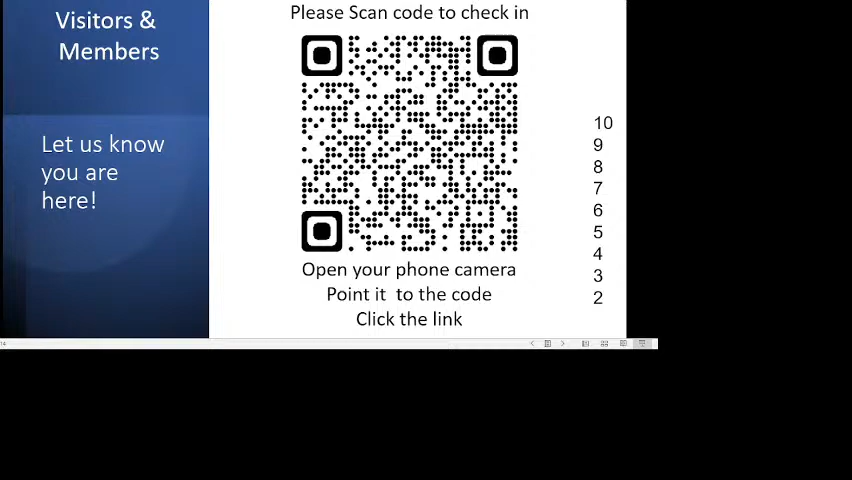 Visitors &
Members
Let us know
you are
here!
Please Scan code to check in
Open your phone camera
Point it to the code
Click the link
10
9
8
7
6
5
4
3
2
14